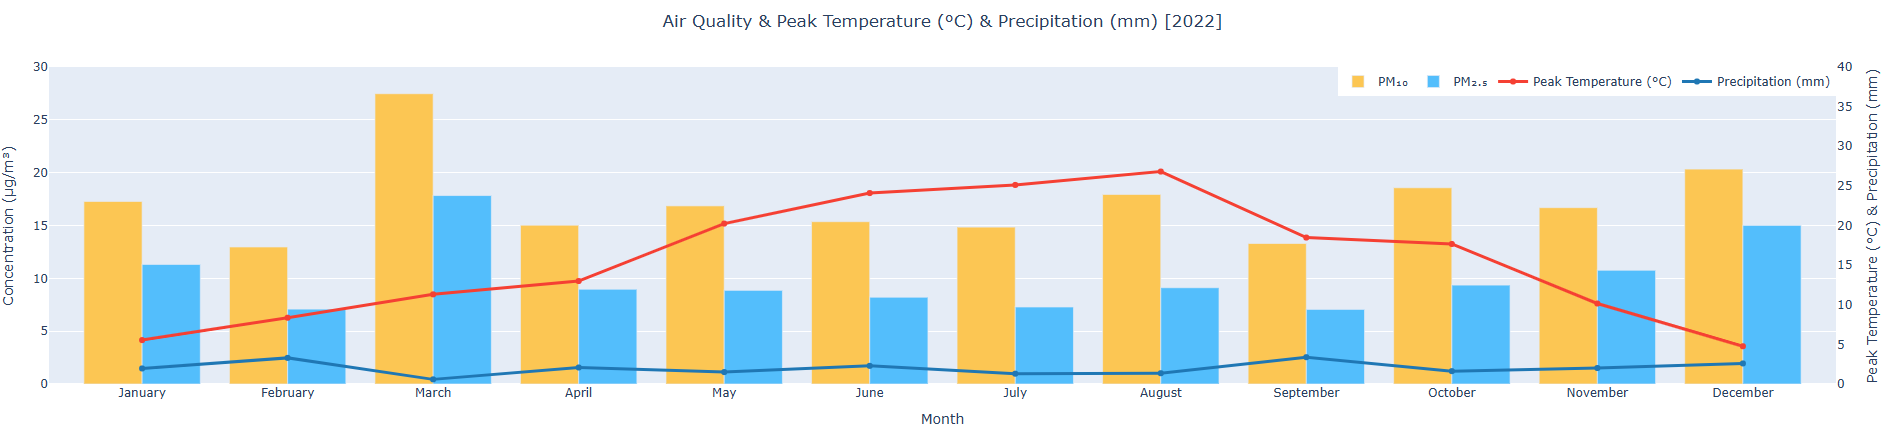 Air Quality & Peak Temperature (°C) & Precipitation (mm) [2022]
PM₁₀ PM₂.₅ Peak Temperature (°C) Precipitation (mm)
Concentration (µg/m³)
30
25
20
15
10
5
0
40
35
30
25
20
15
10
5
0
Peak Temperature (°C) & Precipitation (mm)
January February March April May June July August September October November December
Month